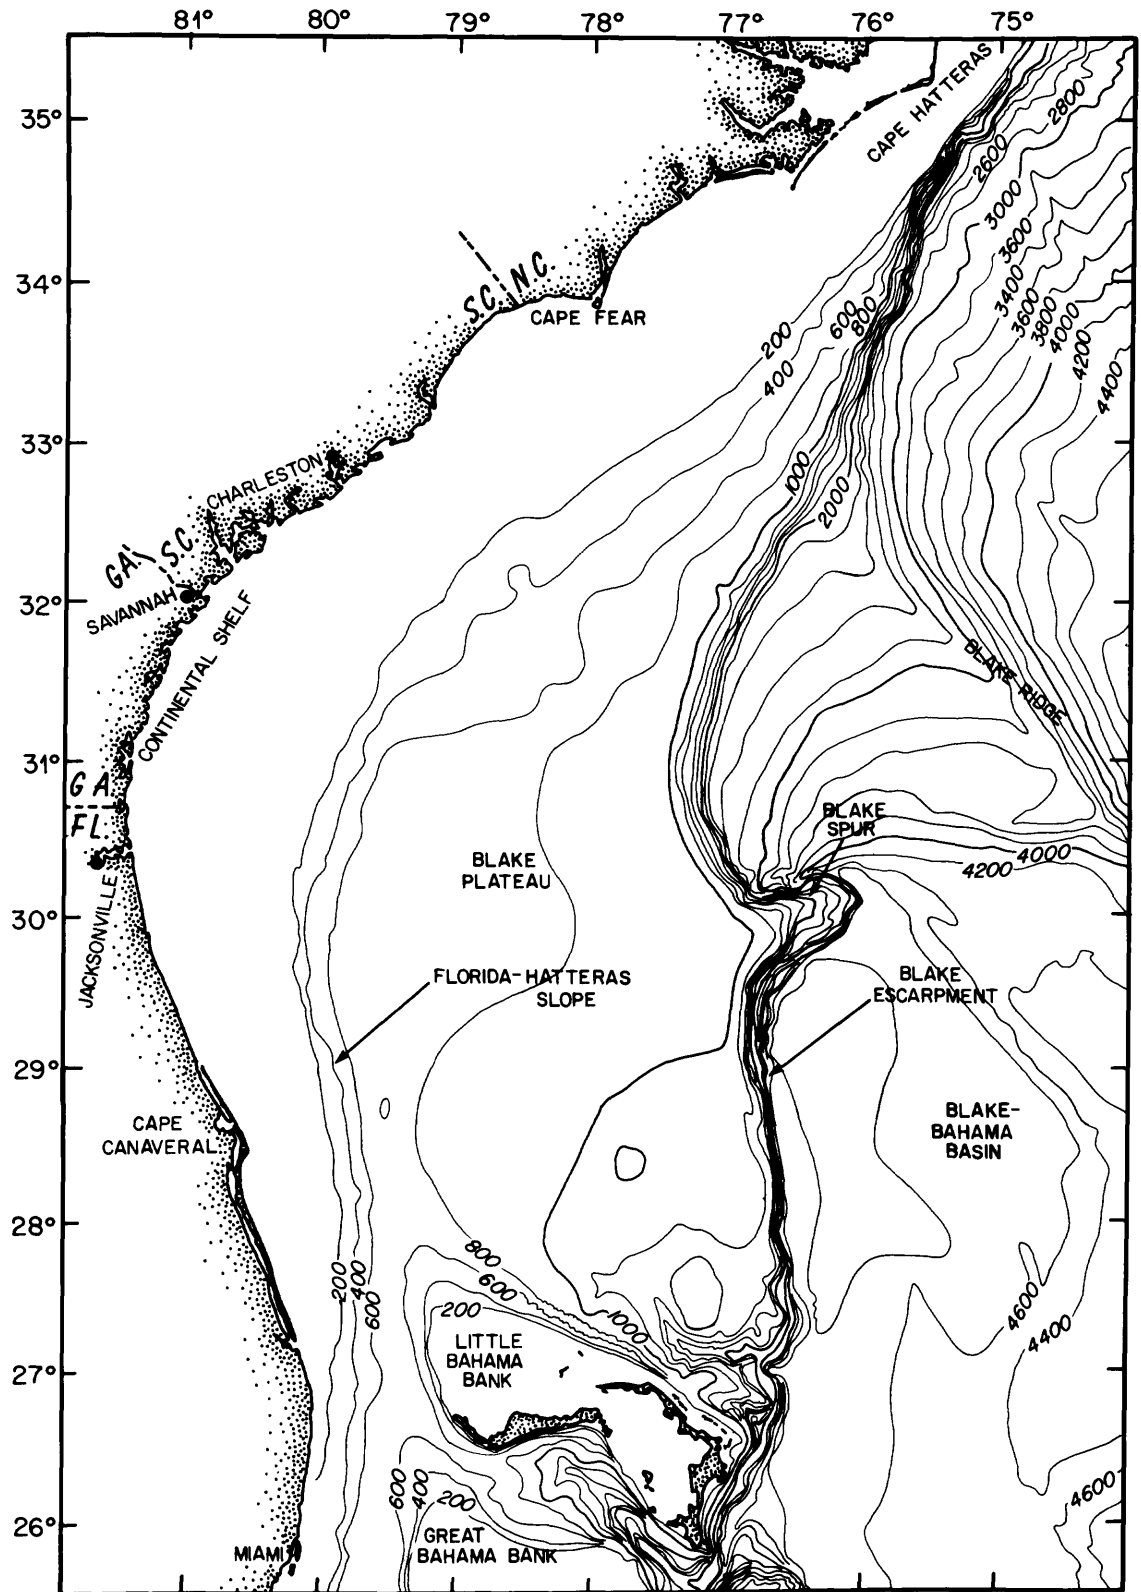 81° 80° 79° 78° 77° 76° 75°
35°
34°
33°
32°
31°
30°
29°
28°
27°
26°
CAPE HATTERAS
2800
2600
3000
3600
3400
3600
3800
4000
4200
4400
S.C. N.C.
CAPE FEAR
200
400
600
800
1000
2000
CHARLESTON
GA. S.C.
SAVANNAH
CONTINENTAL SHELF
BLAKE RIDGE
GA.
FL.
JACKSONVILLE
BLAKE
SPUR
4000
4200
BLAKE
PLATEAU
FLORIDA-HATTERAS
SLOPE
BLAKE
ESCARPMENT
CAPE
CANAVERAL
BLAKE-
BAHAMA
BASIN
200
400
600
800
600
200
1000
LITTLE
BAHAMA
BANK
4600
4400
600
400
200
4600
GREAT
BAHAMA BANK
MIAMI